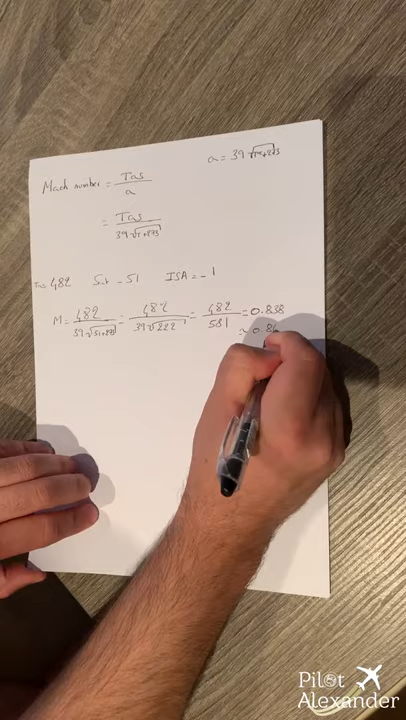 a = 39 √T°+273
Mach number = Tas / a
= Tas / 39√T+273
Tas 482 Sat -51 ISA = -1
M = 482 / 39√-51+273 = 482 / 39√222 = 482 / 581 = 0.838
≈ 0.84
Pilot
Alexander